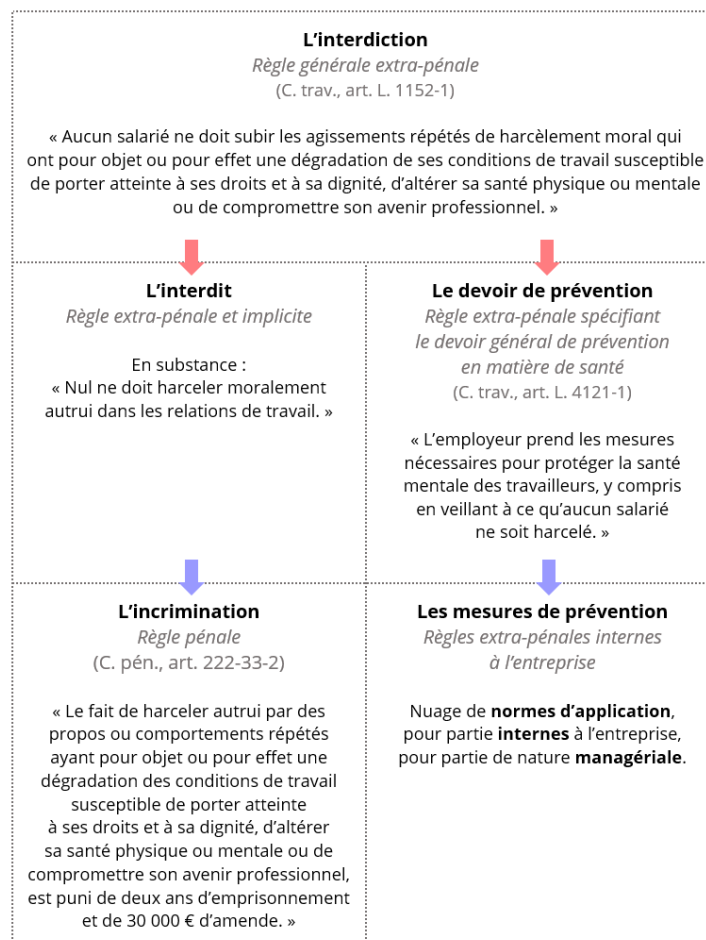 L’interdiction
Règle générale extra-pénale
(C. trav., art. L. 1152-1)
« Aucun salarié ne doit subir les agissements répétés de harcèlement moral qui
ont pour objet ou pour effet une dégradation de ses conditions de travail susceptible
de porter atteinte à ses droits et à sa dignité, d’altérer sa santé physique ou mentale
ou de compromettre son avenir professionnel. »
L’interdit
Règle extra-pénale et implicite
En substance :
« Nul ne doit harceler moralement
autrui dans les relations de travail. »
Le devoir de prévention
Règle extra-pénale spécifiant
le devoir général de prévention
en matière de santé
(C. trav., art. L. 4121-1)
« L’employeur prend les mesures
nécessaires pour protéger la santé
mentale des travailleurs, y compris
en veillant à ce qu’aucun salarié
ne soit harcelé. »
L’incrimination
Règle pénale
(C. pén., art. 222-33-2)
« Le fait de harceler autrui par des
propos ou comportements répétés
ayant pour objet ou pour effet une
dégradation des conditions de travail
susceptible de porter atteinte
à ses droits et à sa dignité, d’altérer
sa santé physique ou mentale ou de
compromettre son avenir professionnel,
est puni de deux ans d’emprisonnement
et de 30 000 € d’amende. »
Les mesures de prévention
Règles extra-pénales internes
à l’entreprise
Nuage de normes d’application,
pour partie internes à l’entreprise,
pour partie de nature managériale.